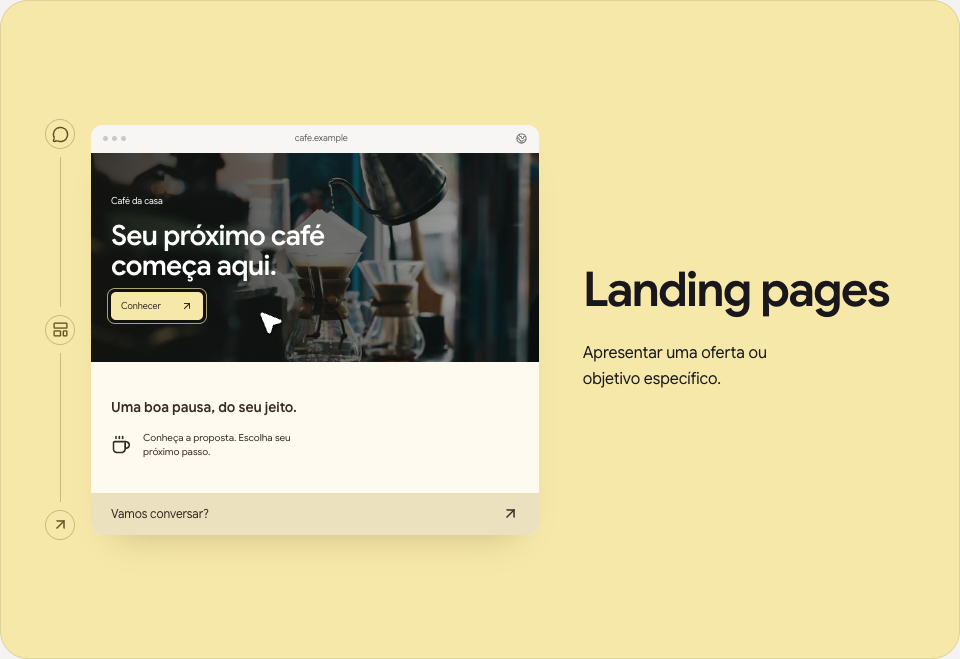 cafe.example
Café da casa
Seu próximo café
começa aqui.
Conhecer
Uma boa pausa, do seu jeito.
Conheça a proposta. Escolha seu
próximo passo.
Vamos conversar?
Landing pages
Apresentar uma oferta ou
objetivo específico.